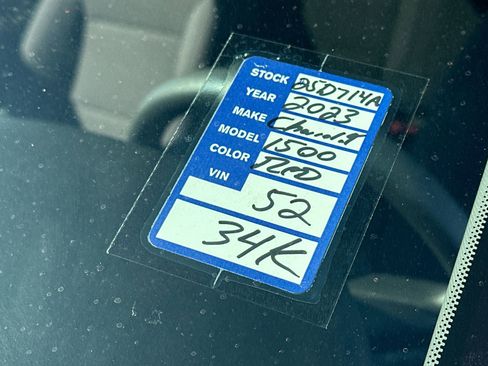 STOCK 25D714A
YEAR 2023
MAKE Chevrolet
MODEL 1500
COLOR RED
VIN 52
34K